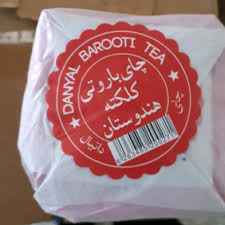 DANYAL BAROOTI TEA
چای باروتی
کلکته
هندوستان
چای
دانیال